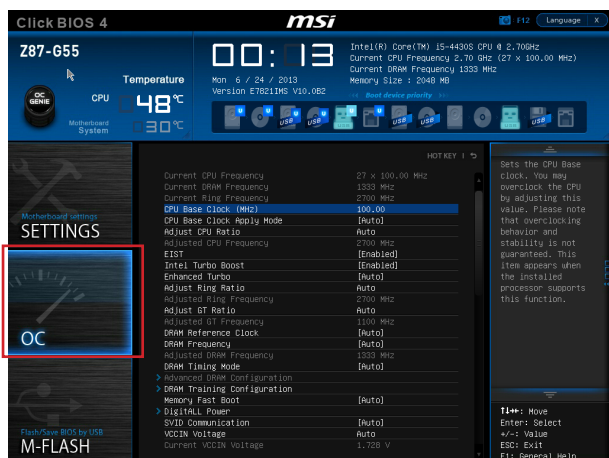 Click BIOS 4
msi
: F12
Language
X
Z87-G55
OC
GENIE
Temperature
CPU
48°C
Motherboard
System
30°C
00: 13
Mon 6 / 24 / 2013
Version E7821IMS V10.0B2
Intel(R) Core(TM) i5-4430S CPU @ 2.70GHz
Current CPU Frequency 2.70 GHz (27 x 100.00 MHz)
Current DRAM Frequency 1333 MHz
Memory Size : 2048 MB
Boot device priority
USB
USB
USB
USB
USB
HOT KEY
Motherboard settings
SETTINGS
OC
Flash/Save BIOS by USB
M-FLASH
Current CPU Frequency 27 x 100.00 MHz
Current DRAM Frequency 1333 MHz
Current Ring Frequency 2700 MHz
CPU Base Clock (MHz) 100.00
CPU Base Clock Apply Mode [Auto]
Adjust CPU Ratio Auto
Adjusted CPU Frequency 2700 MHz
EIST [Enabled]
Intel Turbo Boost [Enabled]
Enhanced Turbo [Auto]
Adjust Ring Ratio Auto
Adjusted Ring Frequency 2700 MHz
Adjust GT Ratio Auto
Adjusted GT Frequency 1100 MHz
DRAM Reference Clock [Auto]
DRAM Frequency [Auto]
Adjusted DRAM Frequency 1333 MHz
DRAM Timing Mode [Auto]
> Advanced DRAM Configuration
> DRAM Training Configuration
Memory Fast Boot [Auto]
> DigitALL Power
SVID Communication [Auto]
VCCIN Voltage Auto
Current VCCIN Voltage 1.728 V
Sets the CPU Base
clock. You may
overclock the CPU
by adjusting this
value. Please note
that overclocking
behavior and
stability is not
guaranteed. This
item appears when
the installed
processor supports
this function.
↑↓→←: Move
Enter: Select
+/-: Value
ESC: Exit
F1: General Help